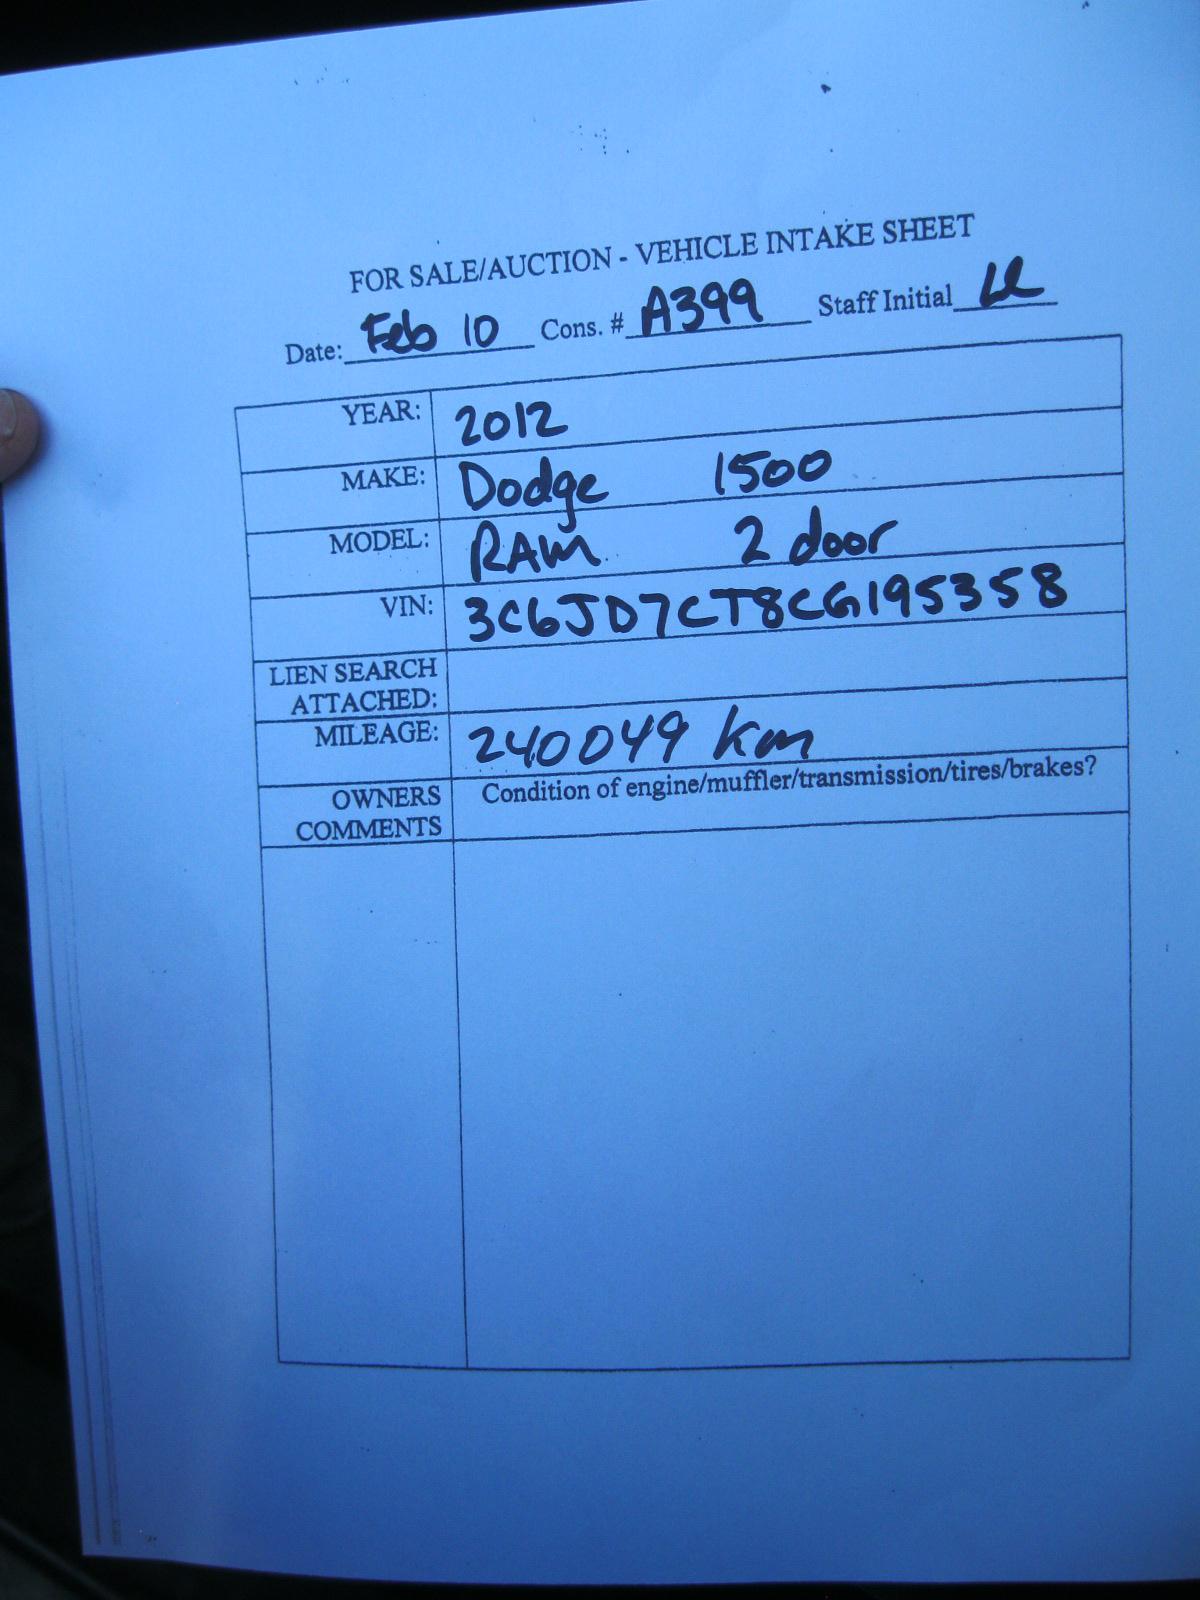 FOR SALE/AUCTION - VEHICLE INTAKE SHEET
Date: Feb 10 Cons. # A399 Staff Initial
YEAR: 2012
MAKE: Dodge 1500
MODEL: RAM 2 door
VIN: 3C6JD7CT8CG195358
LIEN SEARCH
ATTACHED:
MILEAGE: 240049 km
OWNERS
COMMENTS
Condition of engine/muffler/transmission/tires/brakes?